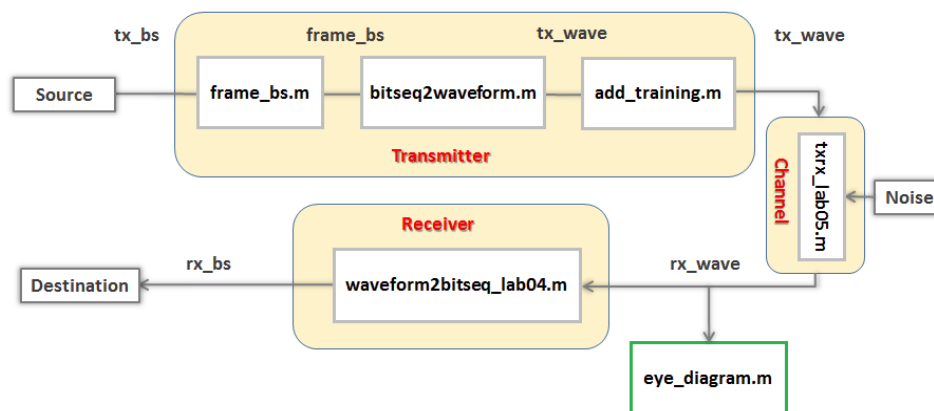 tx_bs
frame_bs
tx_wave
tx_wave
Source
frame_bs.m
bitseq2waveform.m
add_training.m
Transmitter
txrx_lab05.m
Channel
Noise
Receiver
rx_bs
rx_wave
Destination
waveform2bitseq_lab04.m
eye_diagram.m